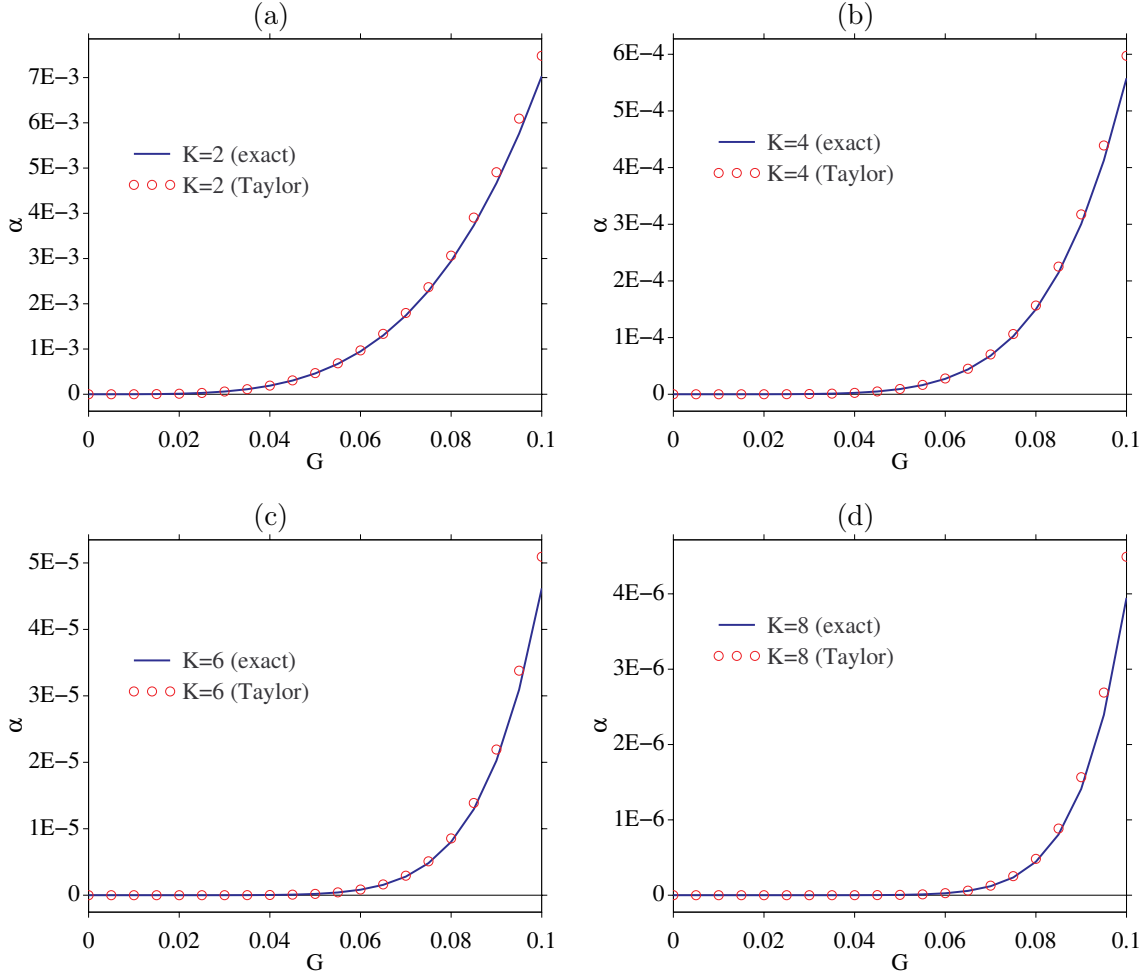 (a)
7E−3
6E−3
5E−3
4E−3
3E−3
2E−3
1E−3
0
α
K=2 (exact)
K=2 (Taylor)
0 0.02 0.04 0.06 0.08 0.1
G
(b)
6E−4
5E−4
4E−4
3E−4
2E−4
1E−4
0
α
K=4 (exact)
K=4 (Taylor)
0 0.02 0.04 0.06 0.08 0.1
G
(c)
5E−5
4E−5
3E−5
2E−5
1E−5
0
α
K=6 (exact)
K=6 (Taylor)
0 0.02 0.04 0.06 0.08 0.1
G
(d)
4E−6
3E−6
2E−6
1E−6
0
α
K=8 (exact)
K=8 (Taylor)
0 0.02 0.04 0.06 0.08 0.1
G